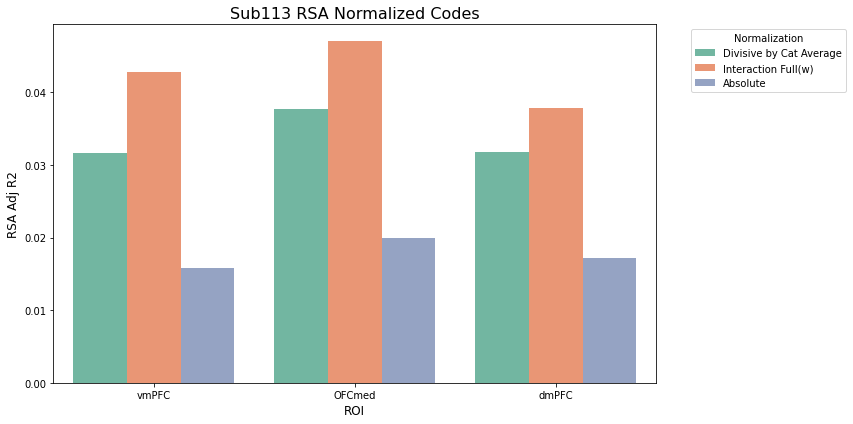 Sub113 RSA Normalized Codes
Normalization
Divisive by Cat Average
Interaction Full(w)
Absolute
RSA Adj R2
0.04
0.03
0.02
0.01
0.00
vmPFC
OFCmed
dmPFC
ROI